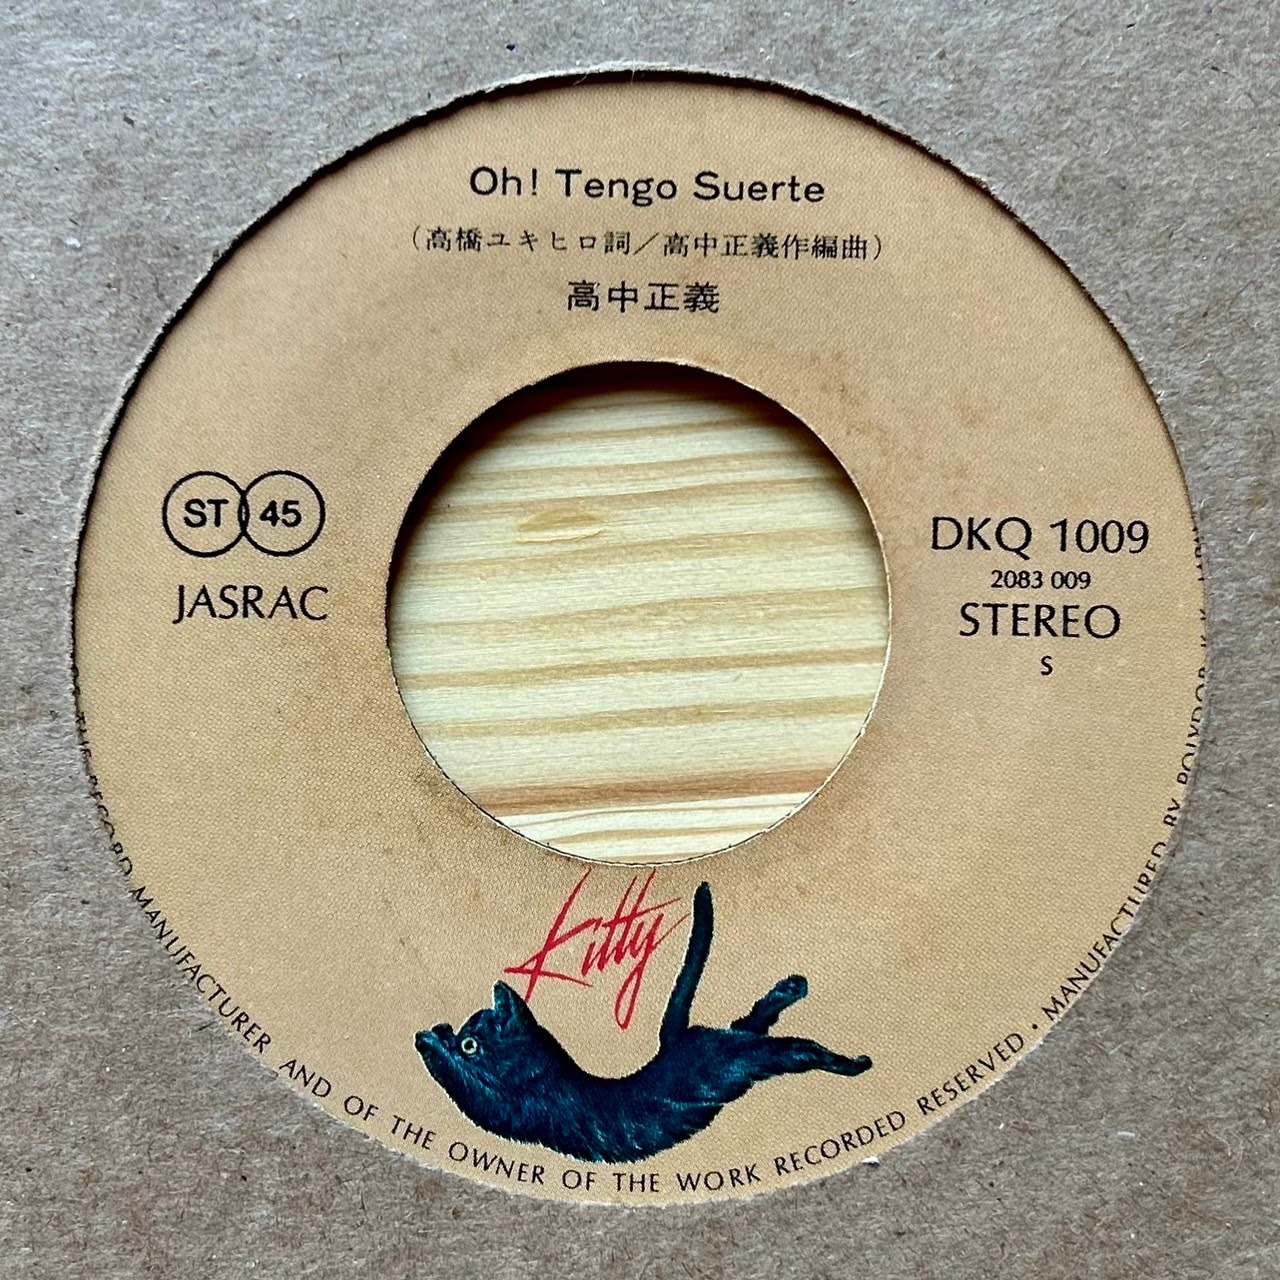 Oh! Tengo Suerte
（高橋ユキヒロ詞／高中正義作編曲）
高中正義
ST 45
JASRAC
DKQ 1009
2083 009
STEREO
S
Kitty
RECORD MANUFACTURER AND OF THE OWNER OF THE WORK RECORDED RESERVED • MANUFACTURED BY POLYDOR K.K.